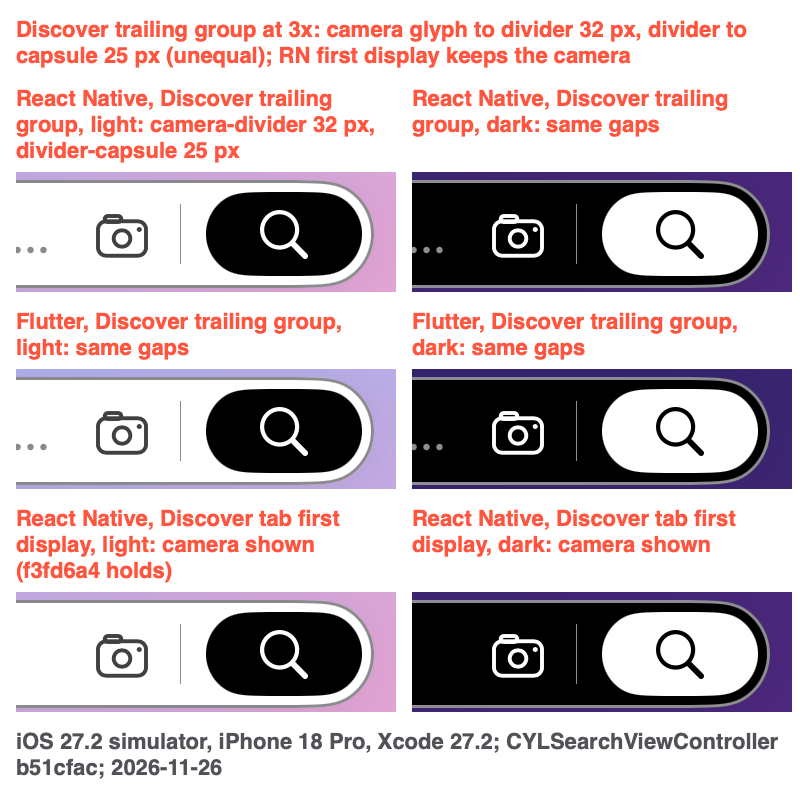 Discover trailing group at 3x: camera glyph to divider 32 px, divider to
capsule 25 px (unequal); RN first display keeps the camera
React Native, Discover trailing
group, light: camera-divider 32 px,
divider-capsule 25 px
React Native, Discover trailing
group, dark: same gaps
...
...
Flutter, Discover trailing group,
light: same gaps
Flutter, Discover trailing group,
dark: same gaps
...
...
React Native, Discover tab first
display, light: camera shown
(f3fd6a4 holds)
React Native, Discover tab first
display, dark: camera shown
iOS 27.2 simulator, iPhone 18 Pro, Xcode 27.2; CYLSearchViewController
b51cfac; 2026-11-26